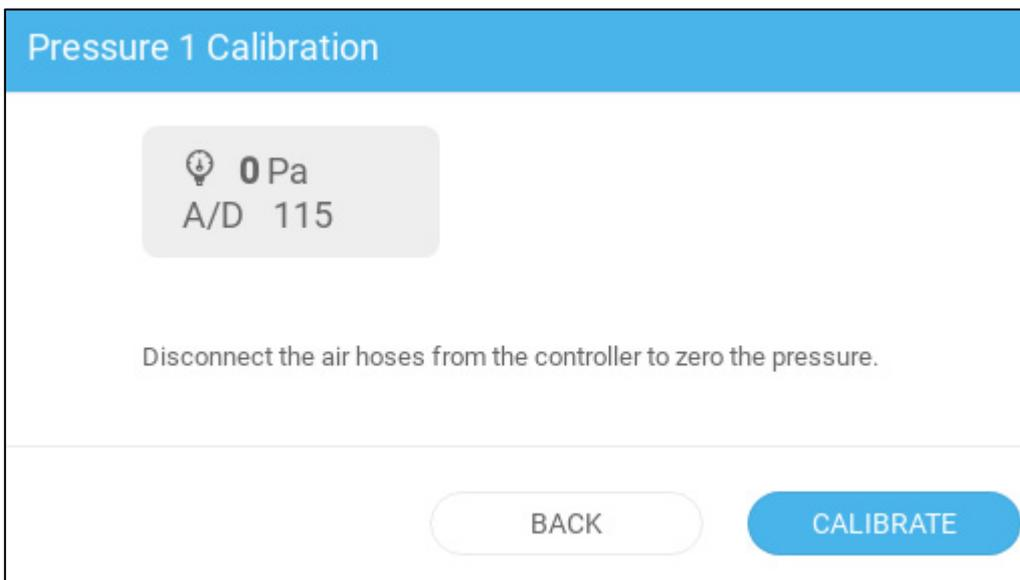 Pressure 1 Calibration
0 Pa
A/D 115
Disconnect the air hoses from the controller to zero the pressure.
BACK CALIBRATE